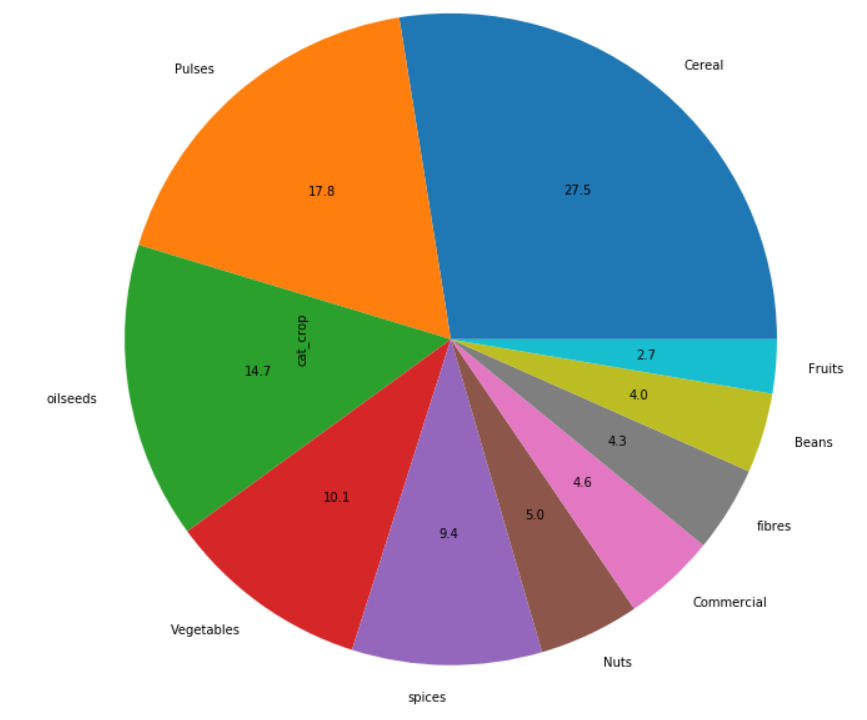 Cereal
27.5
Pulses
17.8
cat_crop
oilseeds
14.7
Vegetables
10.1
spices
9.4
Nuts
5.0
Commercial
4.6
fibres
4.3
Beans
4.0
Fruits
2.7